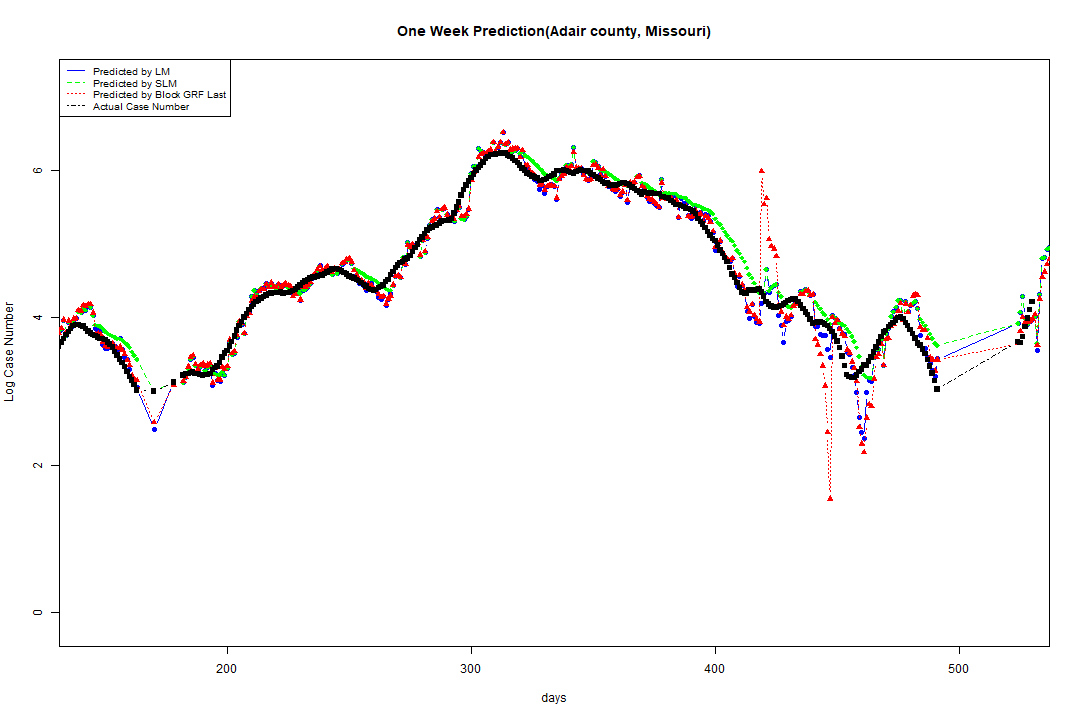 One Week Prediction(Adair county, Missouri)
Predicted by LM
Predicted by SLM
Predicted by Block GRF Last
Actual Case Number
Log Case Number
6
4
2
0
200
300
400
500
days